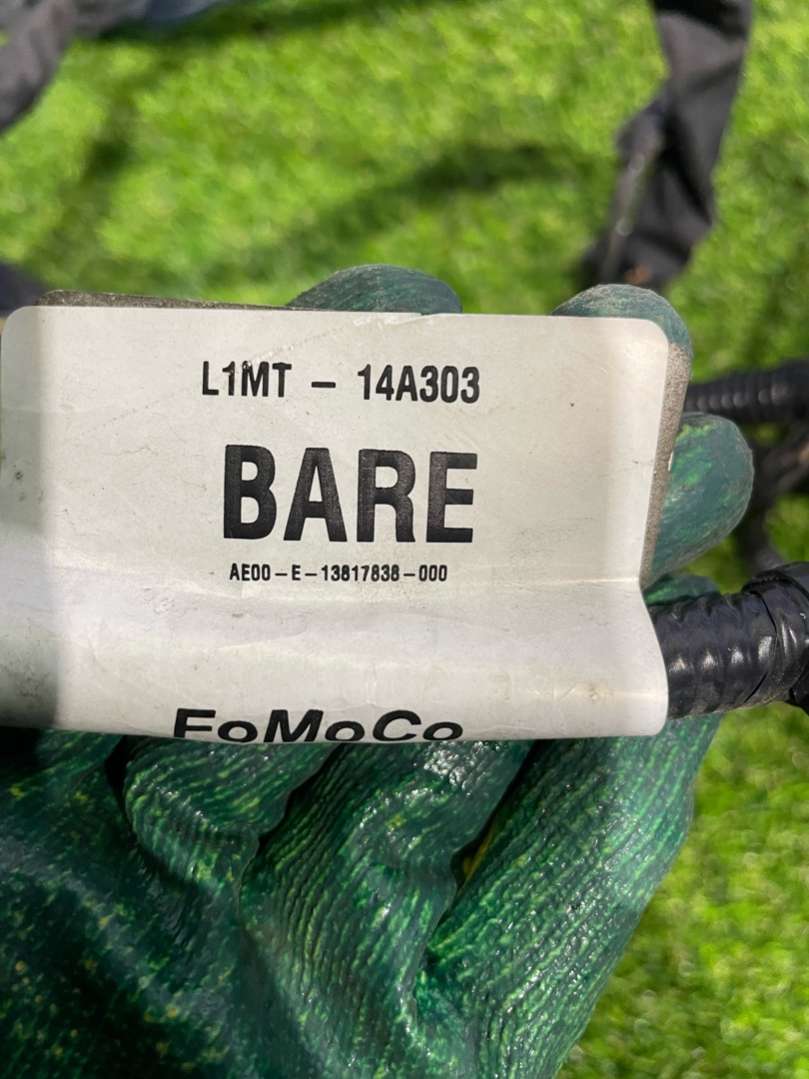 L1MT - 14A303
BARE
AE00-E-13817838-000
FoMoCo